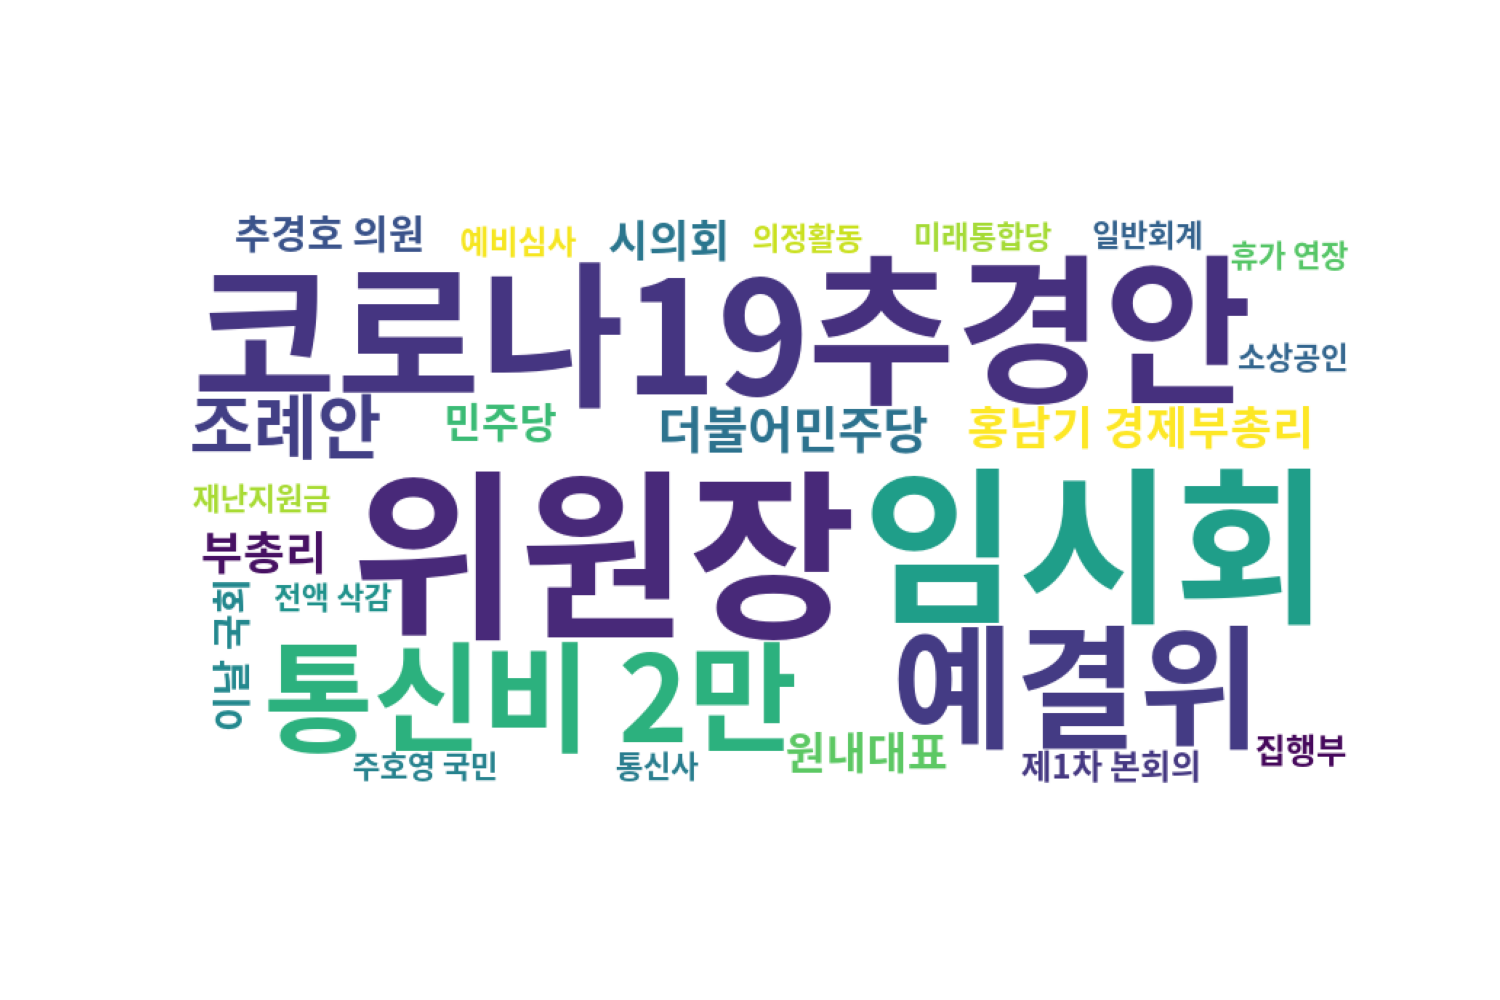 추경호 의원
예비심사
시의회
의정활동
미래통합당
일반회계
휴가 연장
코로나19
추경안
소상공인
조례안
민주당
더불어민주당
홍남기 경제부총리
재난지원금
위원장
임시회
부총리
전액 삭감
이날 국회
통신비 2만
예결위
원내대표
집행부
주호영 국민
통신사
제1차 본회의